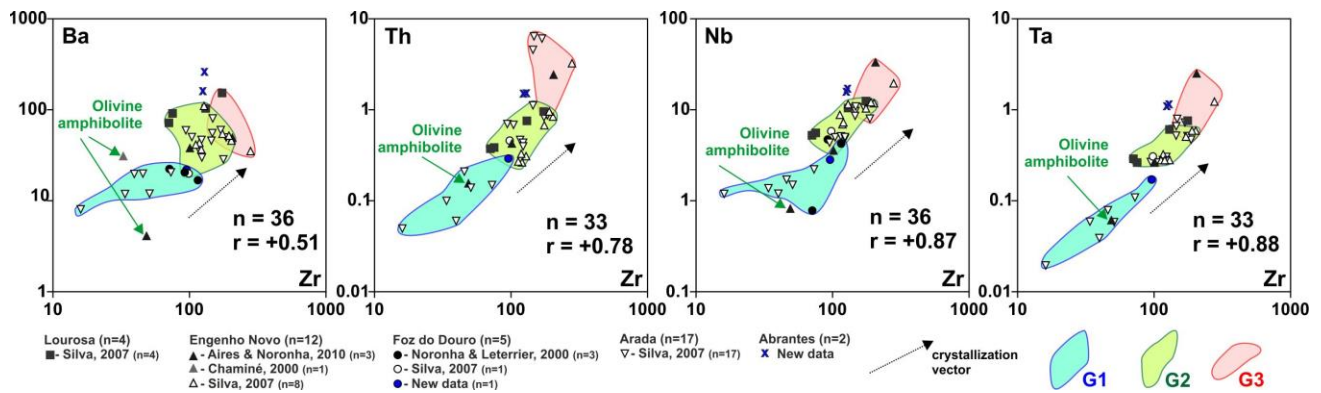 1000
100
10
1
Ba
Olivine
amphibolite
n = 36
r = +0.51
Zr
10
100
1000
10
1
0.1
0.01
Th
Olivine
amphibolite
n = 33
r = +0.78
Zr
10
100
1000
100
10
1
0.1
Nb
Olivine
amphibolite
n = 36
r = +0.87
Zr
10
100
1000
10
1
0.1
0.01
Ta
Olivine
amphibolite
n = 33
r = +0.88
Zr
10
100
1000
Lourosa (n=4)
- Silva, 2007 (n=4)
Engenho Novo (n=12)
- Aires & Noronha, 2010 (n=3)
- Chaminé, 2000 (n=1)
- Silva, 2007 (n=8)
Foz do Douro (n=5)
- Noronha & Leterrier, 2000 (n=3)
- Silva, 2007 (n=1)
- New data (n=1)
Arada (n=17)
- Silva, 2007 (n=17)
Abrantes (n=2)
x - New data
crystallization
vector
G1
G2
G3